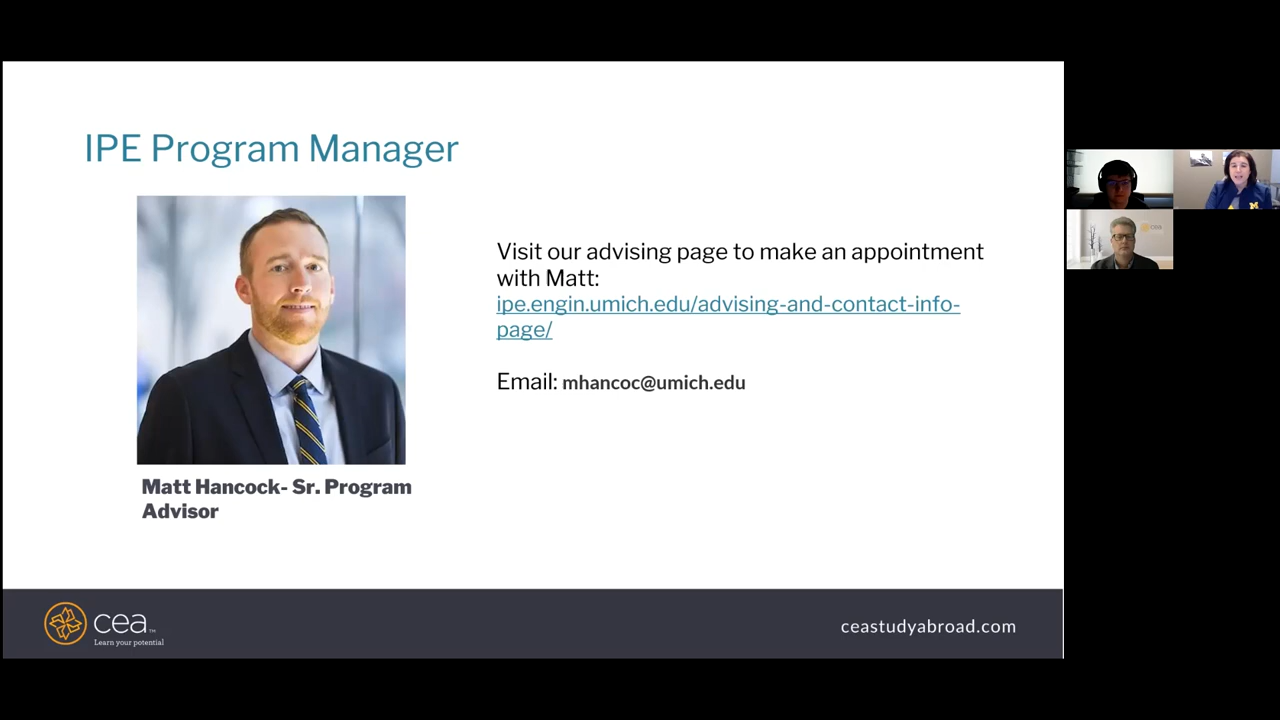 IPE Program Manager
Visit our advising page to make an appointment
with Matt:
ipe.engin.umich.edu/advising-and-contact-info-
page/
Email: mhancoc@umich.edu
Matt Hancock- Sr. Program
Advisor
cea™
Learn your potential
ceastudyabroad.com
M
cea